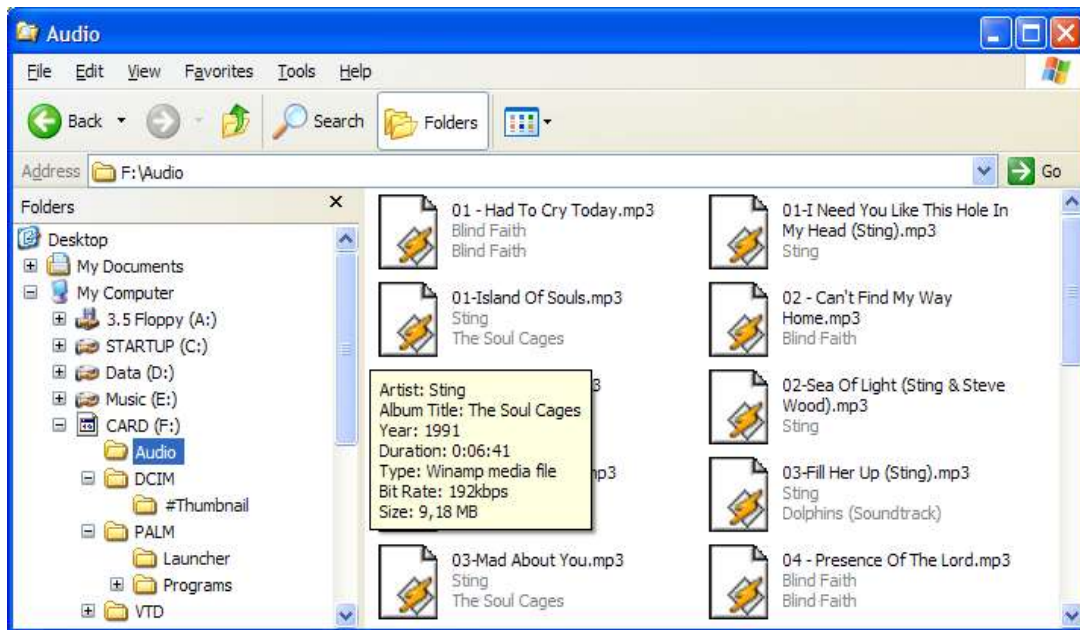 Audio
File Edit View Favorites Tools Help
Back Search Folders
Address F:\Audio Go
Folders
Desktop
My Documents
My Computer
3.5 Floppy (A:)
STARTUP (C:)
Data (D:)
Music (E:)
CARD (F:)
Audio
DCIM
#Thumbnail
PALM
Launcher
Programs
VTD
01 - Had To Cry Today.mp3
Blind Faith
Blind Faith
01-I Need You Like This Hole In
My Head (Sting).mp3
Sting
01-Island Of Souls.mp3
Sting
The Soul Cages
02 - Can't Find My Way
Home.mp3
Blind Faith
Artist: Sting
Album Title: The Soul Cages
Year: 1991
Duration: 0:06:41
Type: Winamp media file
Bit Rate: 192kbps
Size: 9,18 MB
02-Sea Of Light (Sting & Steve
Wood).mp3
Sting
03-Fill Her Up (Sting).mp3
Sting
Dolphins (Soundtrack)
03-Mad About You.mp3
Sting
The Soul Cages
04 - Presence Of The Lord.mp3
Blind Faith
Blind Faith